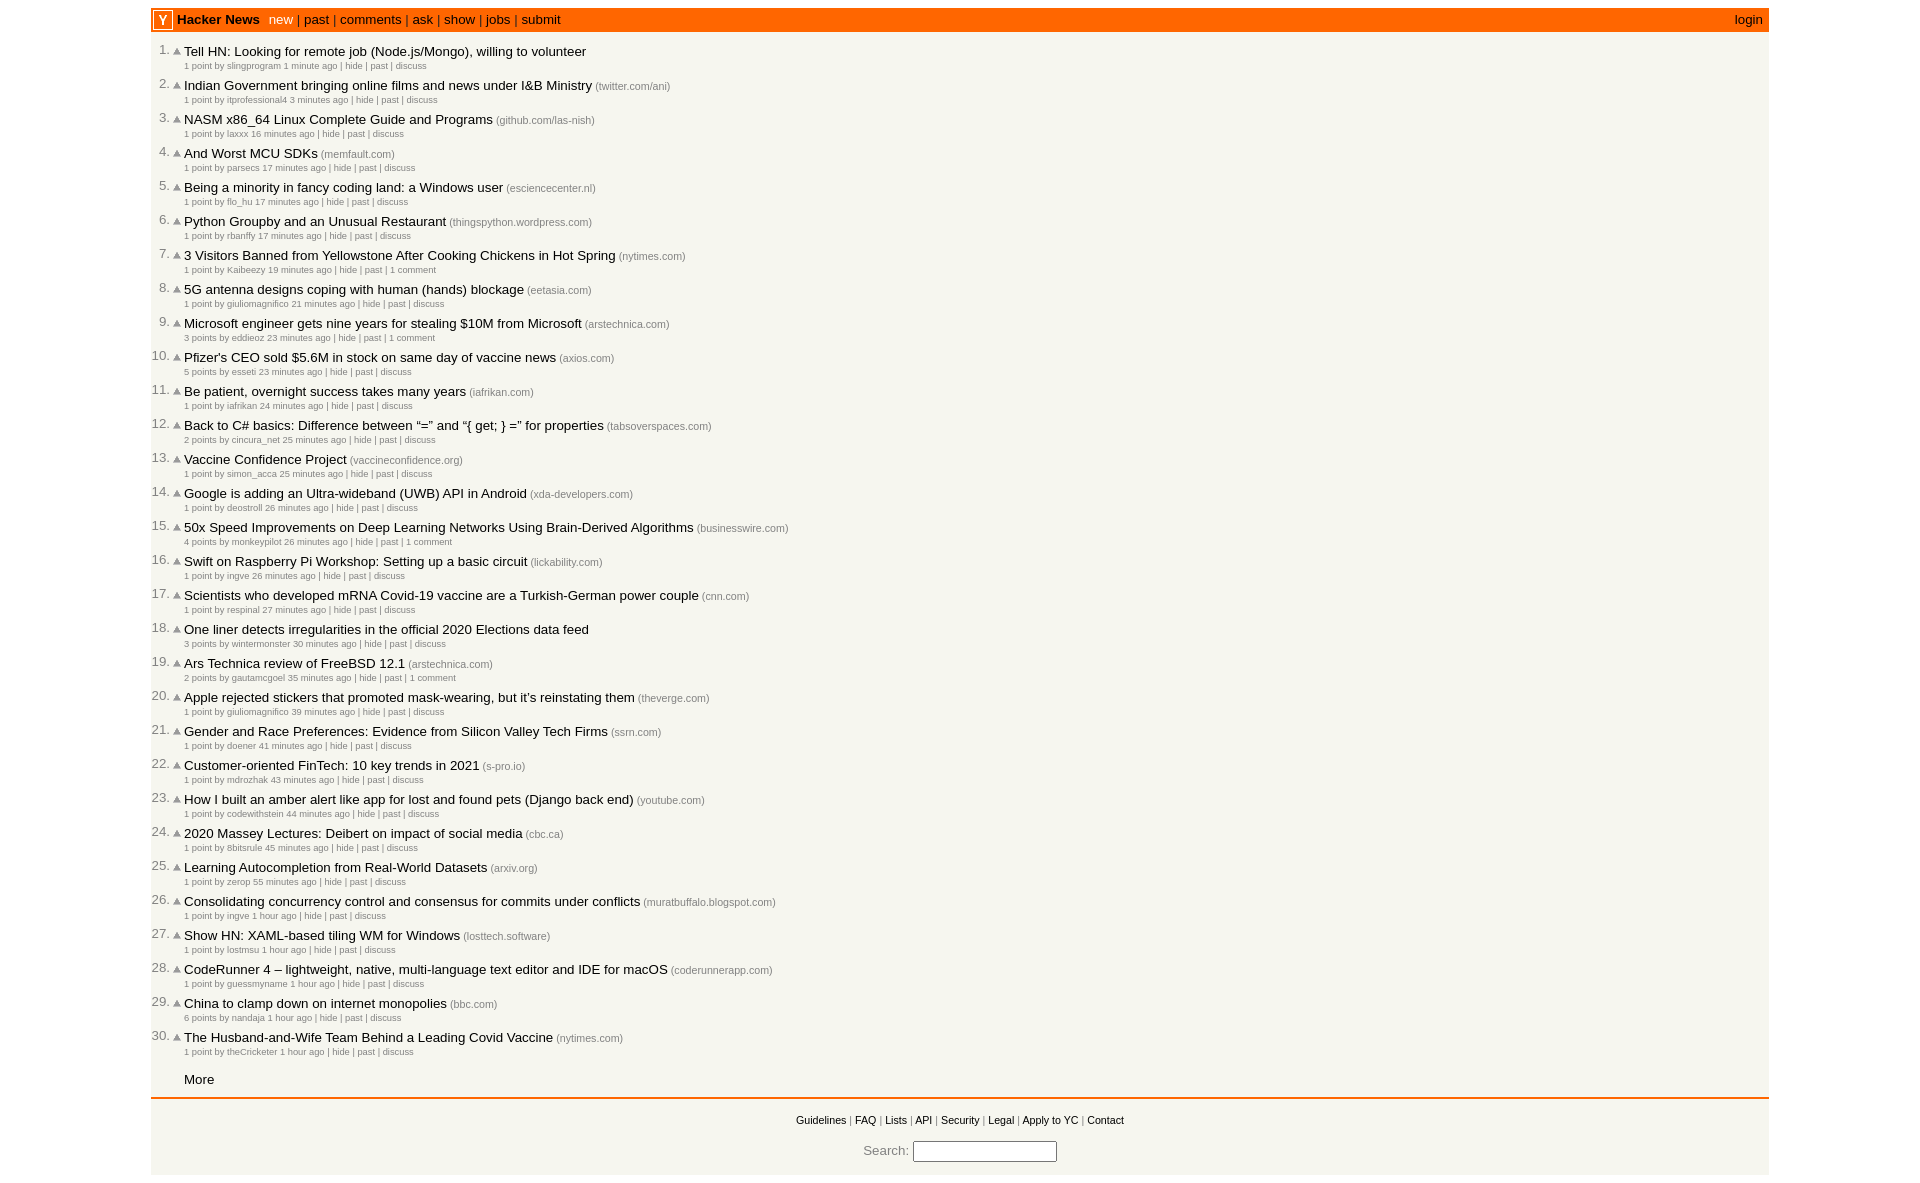 Y Hacker News new | past | comments | ask | show | jobs | submit login
1. Tell HN: Looking for remote job (Node.js/Mongo), willing to volunteer
1 point by slingprogram 1 minute ago | hide | past | discuss
2. Indian Government bringing online films and news under I&B Ministry (twitter.com/ani)
1 point by itprofessional4 3 minutes ago | hide | past | discuss
3. NASM x86_64 Linux Complete Guide and Programs (github.com/las-nish)
1 point by laxxx 16 minutes ago | hide | past | discuss
4. And Worst MCU SDKs (memfault.com)
1 point by parsecs 17 minutes ago | hide | past | discuss
5. Being a minority in fancy coding land: a Windows user (esciencecenter.nl)
1 point by flo_hu 17 minutes ago | hide | past | discuss
6. Python Groupby and an Unusual Restaurant (thingspython.wordpress.com)
1 point by rbanffy 17 minutes ago | hide | past | discuss
7. 3 Visitors Banned from Yellowstone After Cooking Chickens in Hot Spring (nytimes.com)
1 point by Kaibeezy 19 minutes ago | hide | past | 1 comment
8. 5G antenna designs coping with human (hands) blockage (eetasia.com)
1 point by giuliomagnifico 21 minutes ago | hide | past | discuss
9. Microsoft engineer gets nine years for stealing $10M from Microsoft (arstechnica.com)
3 points by eddieoz 23 minutes ago | hide | past | 1 comment
10. Pfizer's CEO sold $5.6M in stock on same day of vaccine news (axios.com)
5 points by esseti 23 minutes ago | hide | past | discuss
11. Be patient, overnight success takes many years (iafrikan.com)
1 point by iafrikan 24 minutes ago | hide | past | discuss
12. Back to C# basics: Difference between “=” and “{ get; } =” for properties (tabsoverspaces.com)
2 points by cincura_net 25 minutes ago | hide | past | discuss
13. Vaccine Confidence Project (vaccineconfidence.org)
1 point by simon_acca 25 minutes ago | hide | past | discuss
14. Google is adding an Ultra-wideband (UWB) API in Android (xda-developers.com)
1 point by deostroll 26 minutes ago | hide | past | discuss
15. 50x Speed Improvements on Deep Learning Networks Using Brain-Derived Algorithms (businesswire.com)
4 points by monkeypilot 26 minutes ago | hide | past | 1 comment
16. Swift on Raspberry Pi Workshop: Setting up a basic circuit (lickability.com)
1 point by ingve 26 minutes ago | hide | past | discuss
17. Scientists who developed mRNA Covid-19 vaccine are a Turkish-German power couple (cnn.com)
1 point by respinal 27 minutes ago | hide | past | discuss
18. One liner detects irregularities in the official 2020 Elections data feed
3 points by wintermonster 30 minutes ago | hide | past | discuss
19. Ars Technica review of FreeBSD 12.1 (arstechnica.com)
2 points by gautamcgoel 35 minutes ago | hide | past | 1 comment
20. Apple rejected stickers that promoted mask-wearing, but it’s reinstating them (theverge.com)
1 point by giuliomagnifico 39 minutes ago | hide | past | discuss
21. Gender and Race Preferences: Evidence from Silicon Valley Tech Firms (ssrn.com)
1 point by doener 41 minutes ago | hide | past | discuss
22. Customer-oriented FinTech: 10 key trends in 2021 (s-pro.io)
1 point by mdrozhak 43 minutes ago | hide | past | discuss
23. How I built an amber alert like app for lost and found pets (Django back end) (youtube.com)
1 point by codewithstein 44 minutes ago | hide | past | discuss
24. 2020 Massey Lectures: Deibert on impact of social media (cbc.ca)
1 point by 8bitsrule 45 minutes ago | hide | past | discuss
25. Learning Autocompletion from Real-World Datasets (arxiv.org)
1 point by zerop 55 minutes ago | hide | past | discuss
26. Consolidating concurrency control and consensus for commits under conflicts (muratbuffalo.blogspot.com)
1 point by ingve 1 hour ago | hide | past | discuss
27. Show HN: XAML-based tiling WM for Windows (losttech.software)
1 point by lostmsu 1 hour ago | hide | past | discuss
28. CodeRunner 4 – lightweight, native, multi-language text editor and IDE for macOS (coderunnerapp.com)
1 point by guessmyname 1 hour ago | hide | past | discuss
29. China to clamp down on internet monopolies (bbc.com)
6 points by nandaja 1 hour ago | hide | past | discuss
30. The Husband-and-Wife Team Behind a Leading Covid Vaccine (nytimes.com)
1 point by theCricketer 1 hour ago | hide | past | discuss
More
Guidelines | FAQ | Lists | API | Security | Legal | Apply to YC | Contact
Search: